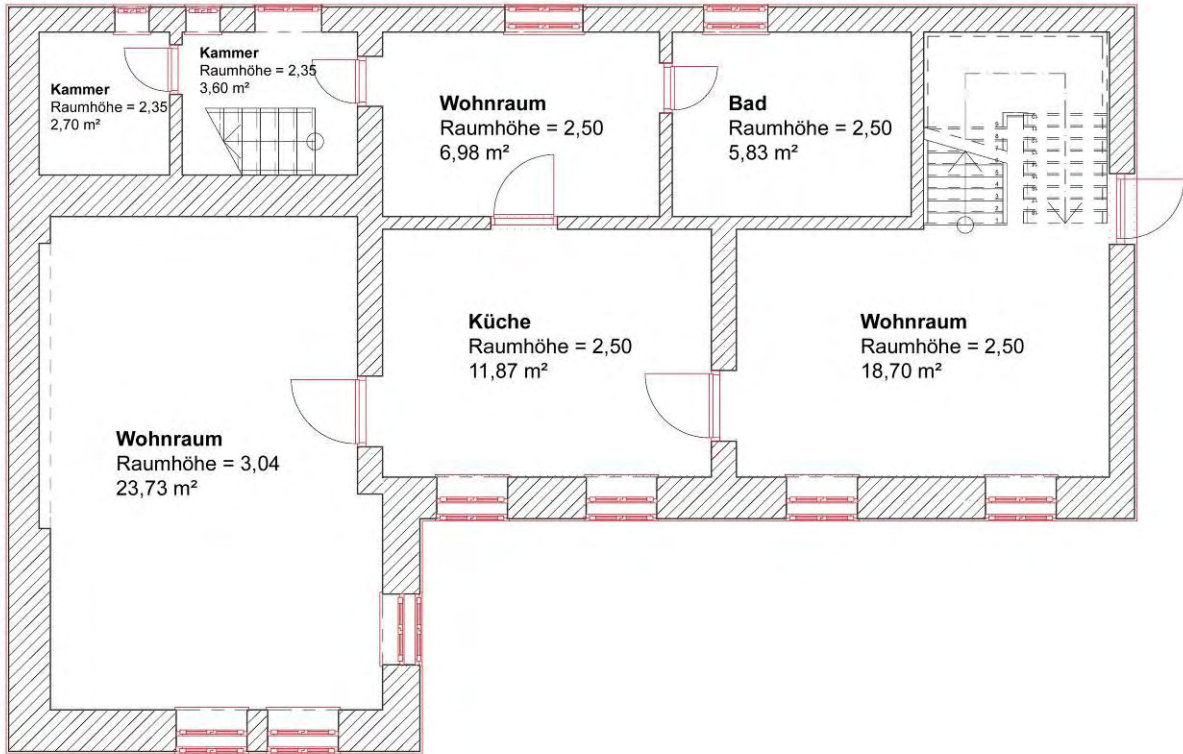 Kammer
Raumhöhe = 2,35
2,70 m²
Kammer
Raumhöhe = 2,35
3,60 m²
Wohnraum
Raumhöhe = 2,50
6,98 m²
Bad
Raumhöhe = 2,50
5,83 m²
Wohnraum
Raumhöhe = 3,04
23,73 m²
Küche
Raumhöhe = 2,50
11,87 m²
Wohnraum
Raumhöhe = 2,50
18,70 m²